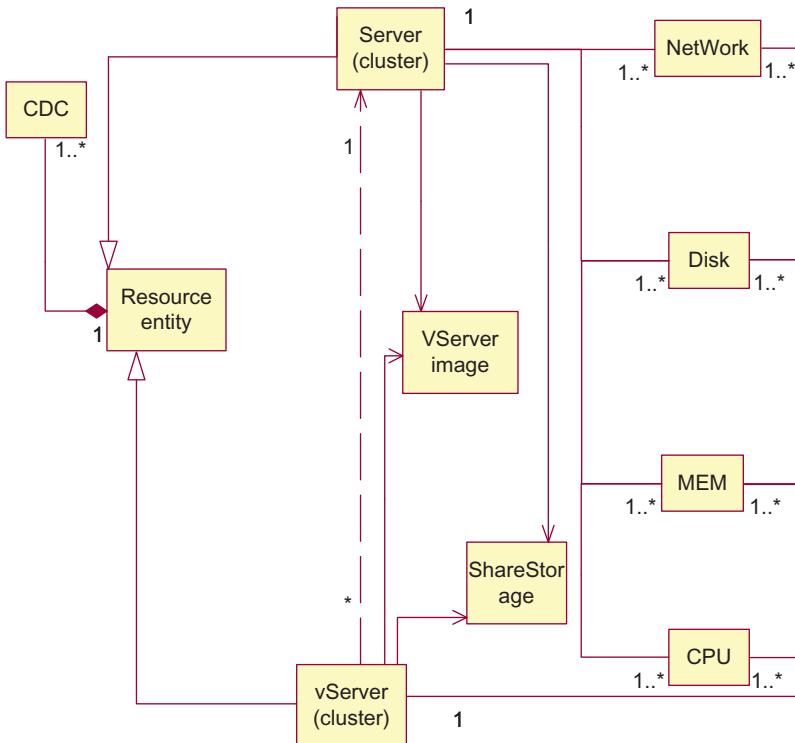 Server
(cluster)
1
NetWork
1..*
1..*
CDC
1..*
1
Disk
1..*
1..*
Resource
entity
1
VServer
image
MEM
1..*
1..*
ShareStor
age
*
CPU
1..*
1..*
vServer
(cluster)
1